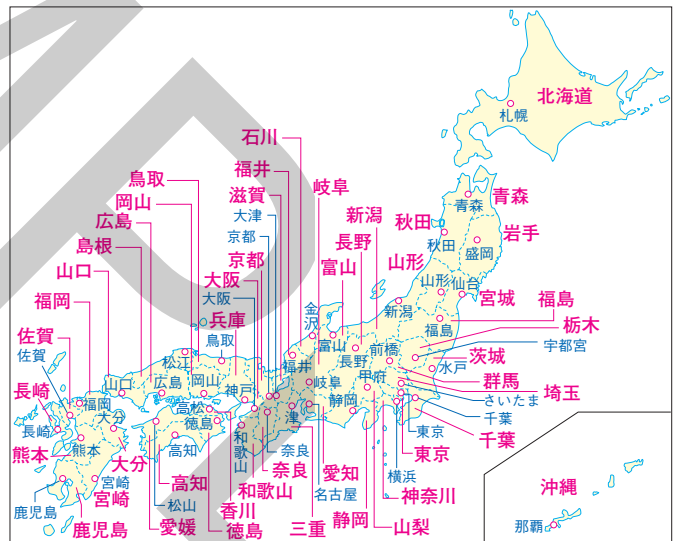 北海道
札幌
石川
福井
鳥取
滋賀
岐阜
岡山
大津
新潟
青森
青森
広島
京都
長野
秋田
秋田
岩手
盛岡
島根
京都
富山
山形
山口
大阪
山形
仙台
宮城
福岡
大阪
金沢
新潟
福島
福島
兵庫
富山
栃木
佐賀
佐賀
松江
鳥取
福井
長野
前橋
宇都宮
茨城
水戸
山口
広島
岡山
神戸
岐阜
甲府
群馬
長崎
福岡
高松
静岡
さいたま
埼玉
長崎
大分
徳島
津
千葉
熊本
高知
和歌山
奈良
東京
千葉
熊本
大分
奈良
愛知
東京
宮崎
高知
和歌山
名古屋
横浜
沖縄
宮崎
松山
香川
神奈川
鹿児島
鹿児島
愛媛
徳島
三重
静岡
山梨
那覇